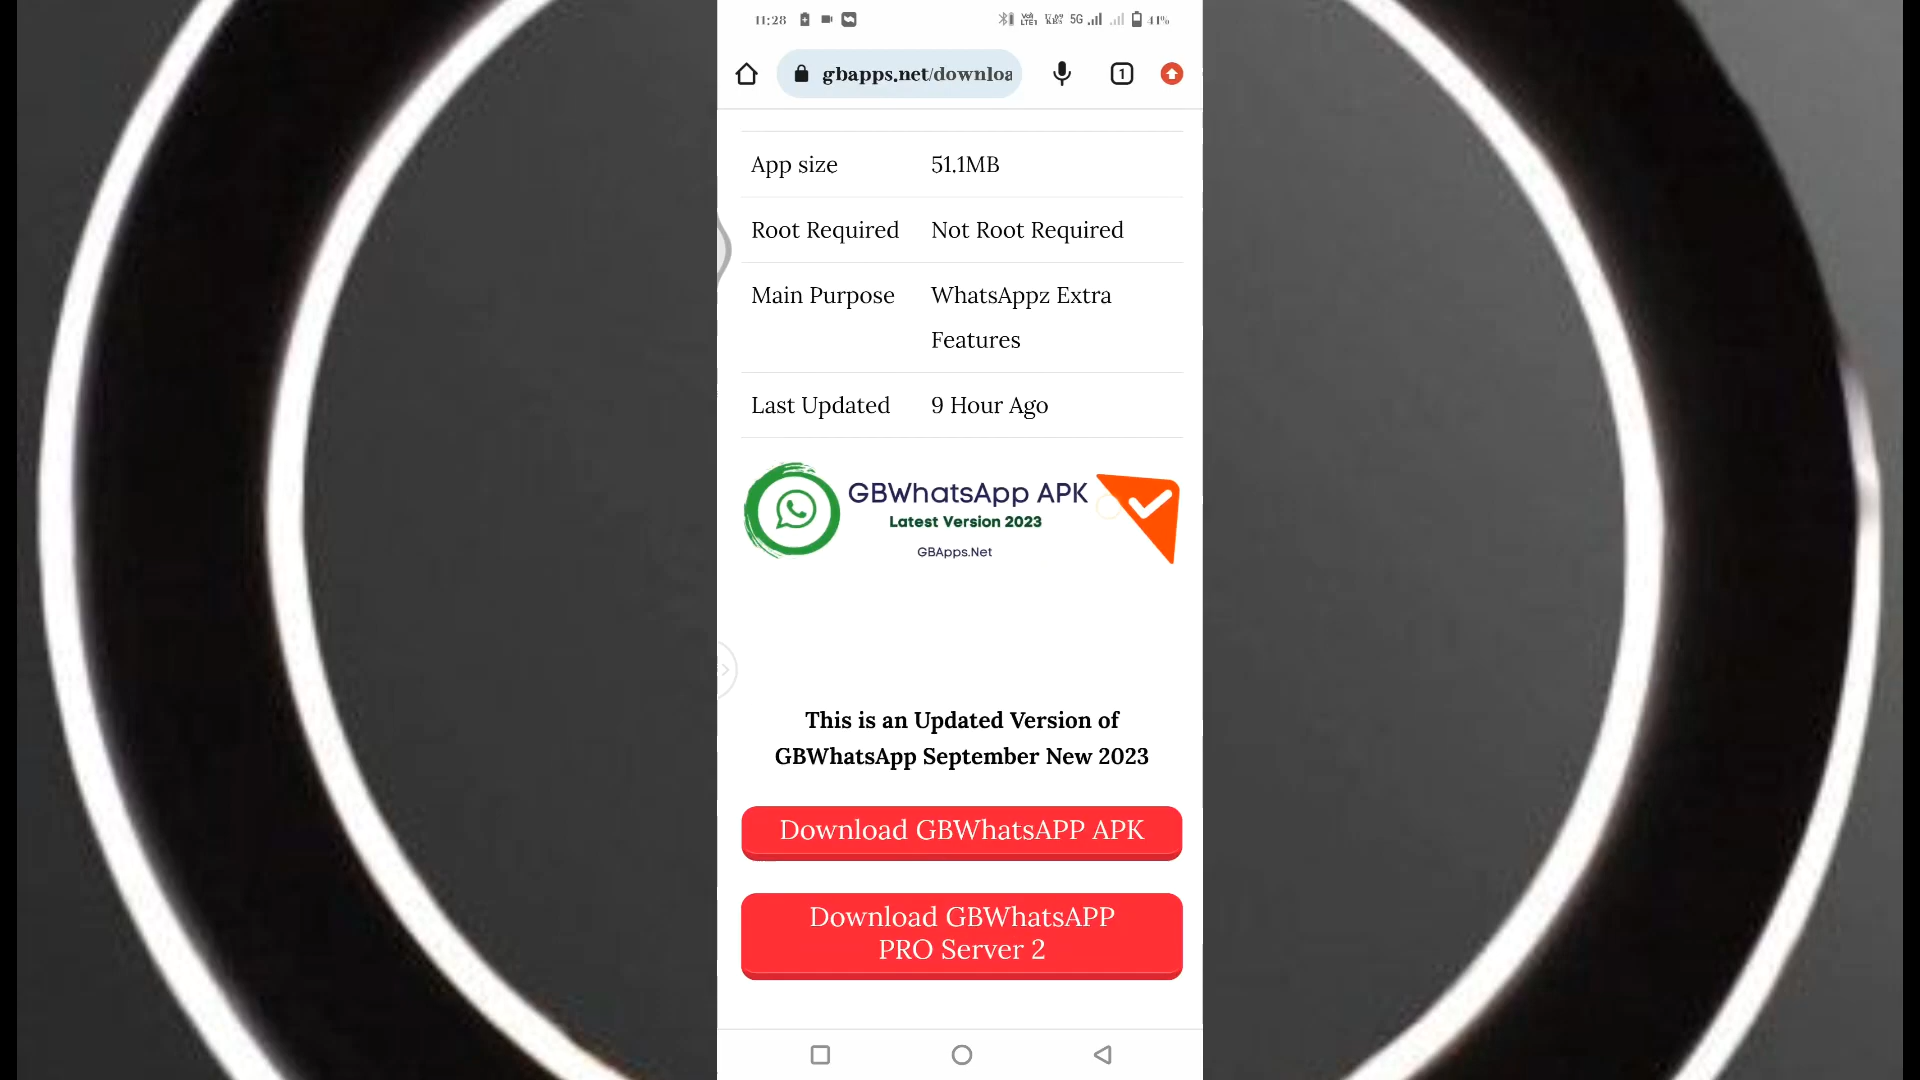 11:28 5G 41%
gbapps.net/downloa 1
App size 51.1MB
Root Required Not Root Required
Main Purpose WhatsAppz Extra
Features
Last Updated 9 Hour Ago
GBWhatsApp APK
Latest Version 2023
GBApps.Net
This is an Updated Version of
GBWhatsApp September New 2023
Download GBWhatsAPP APK
Download GBWhatsAPP
PRO Server 2